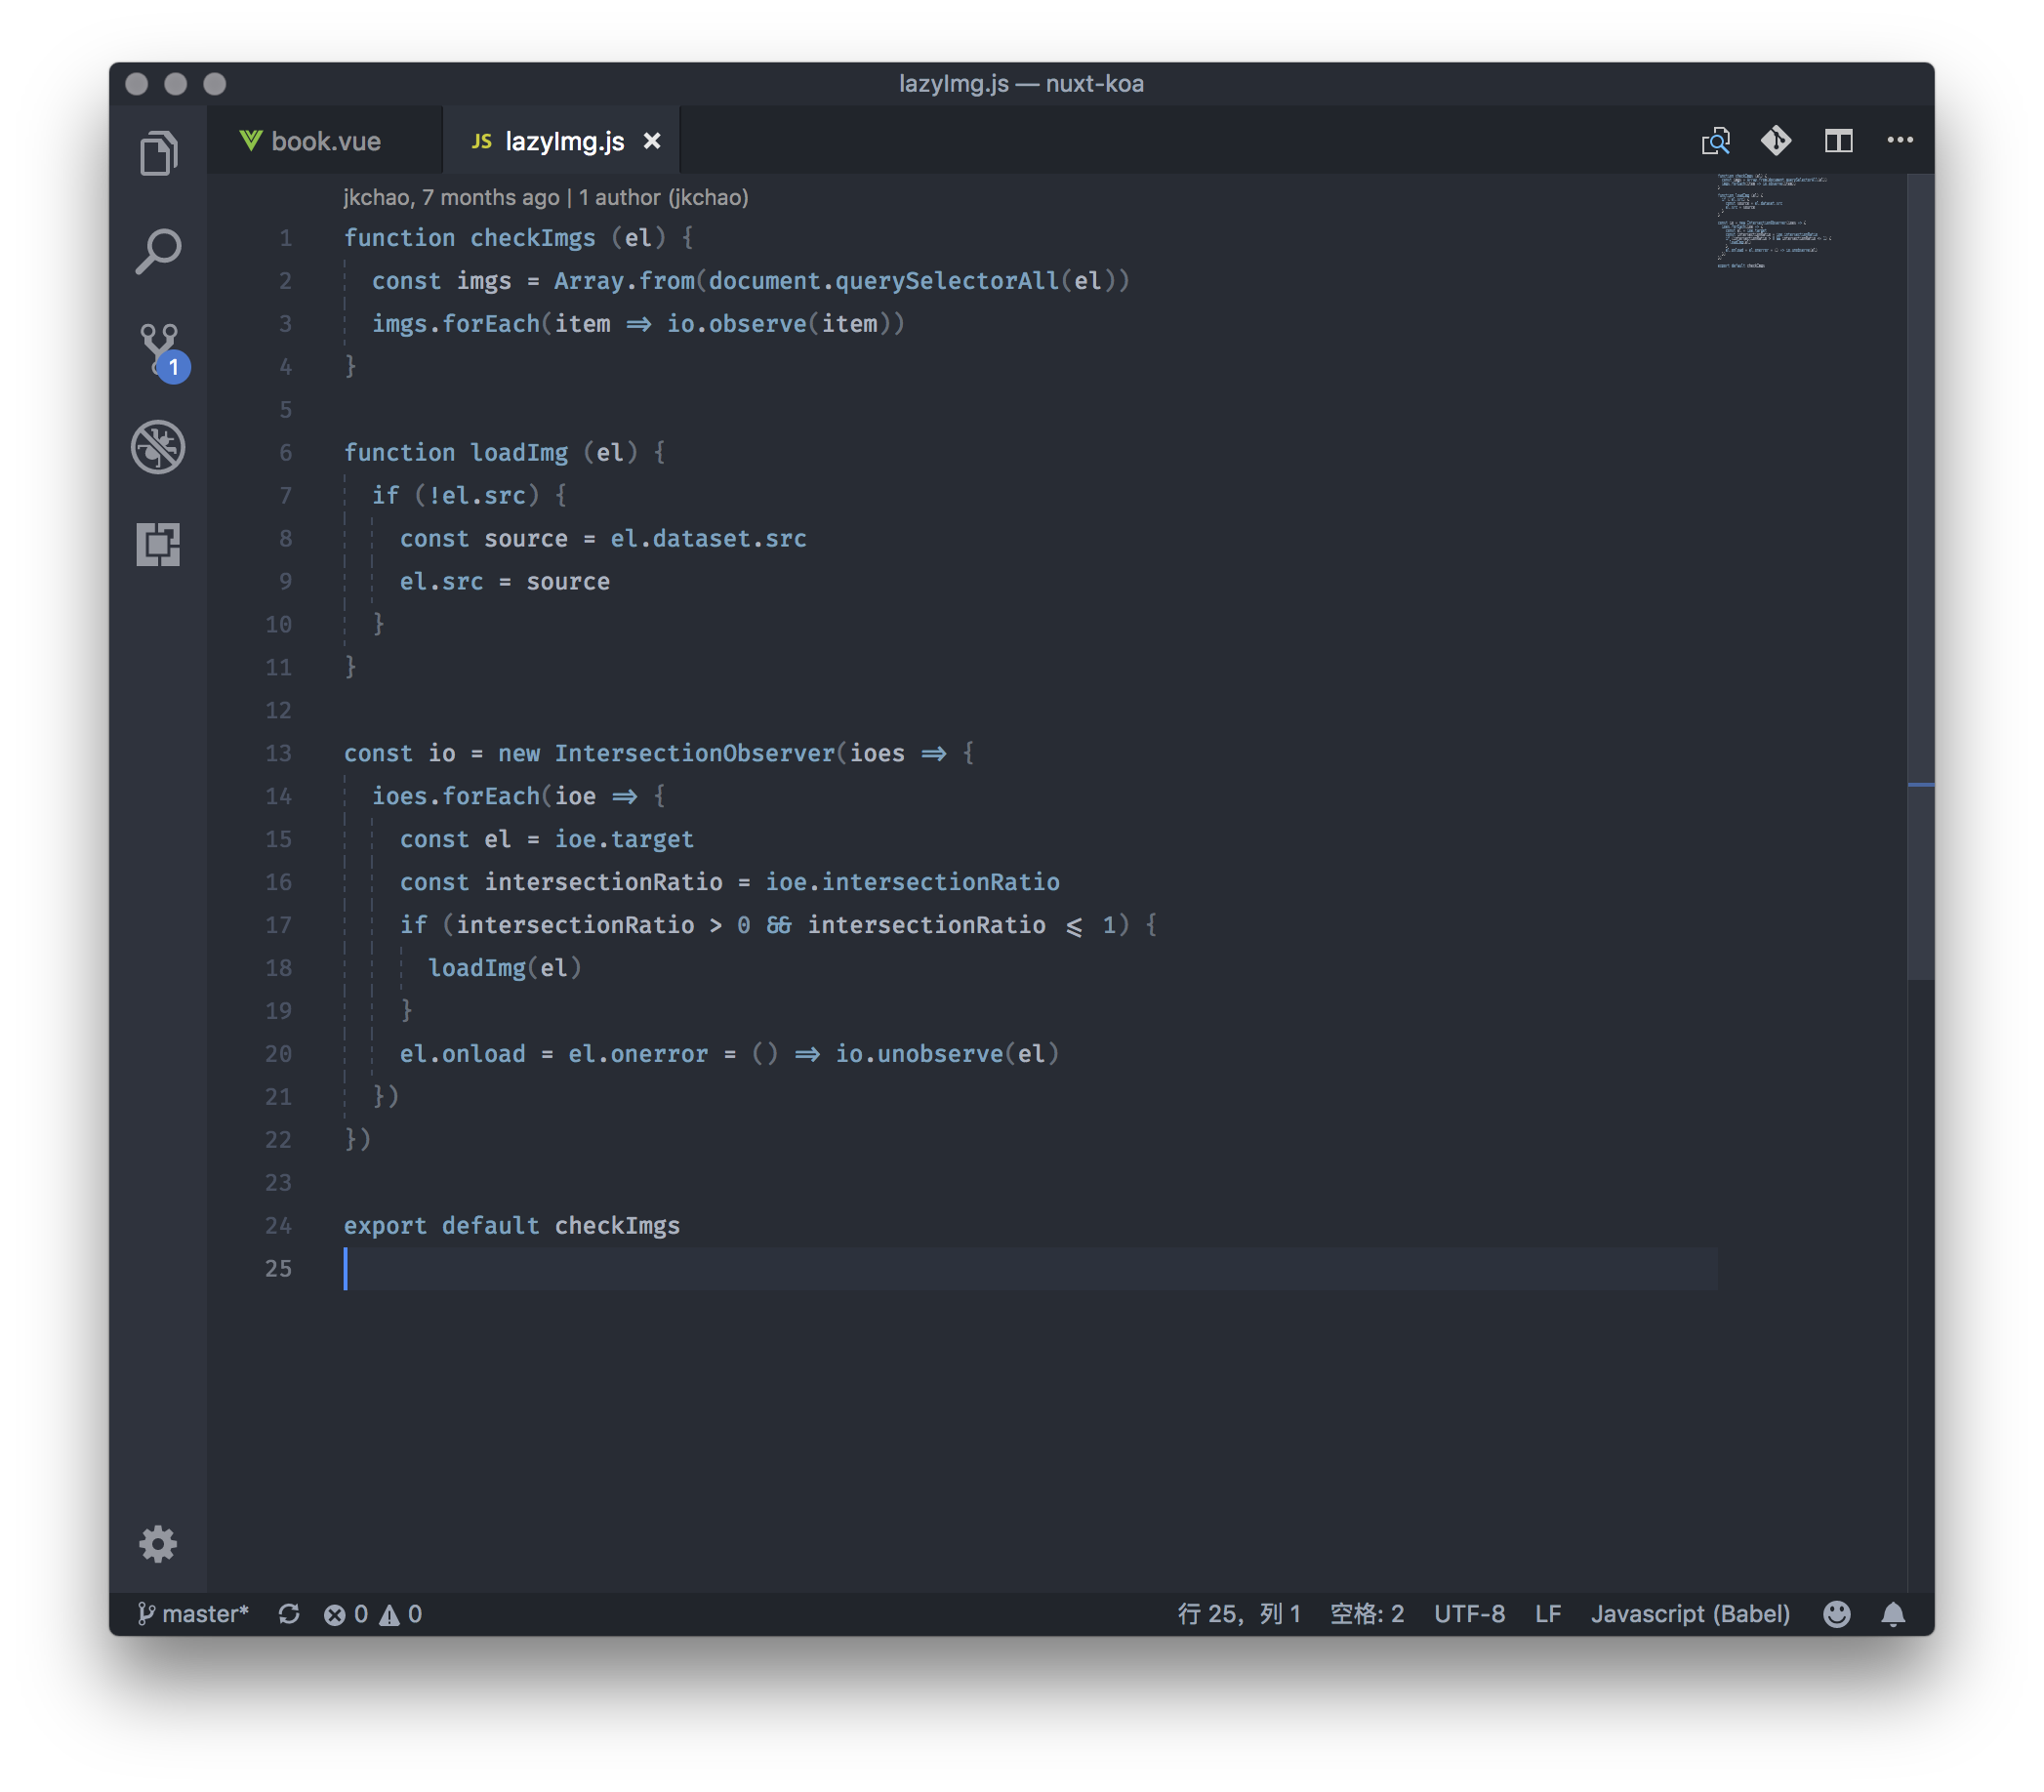 lazyImg.js — nuxt-koa
book.vue
JS lazyImg.js
jkchao, 7 months ago | 1 author (jkchao)
1 function checkImgs (el) {
2 const imgs = Array.from(document.querySelectorAll(el))
3 imgs.forEach(item => io.observe(item))
4 }
5
6 function loadImg (el) {
7 if (!el.src) {
8 const source = el.dataset.src
9 el.src = source
10 }
11 }
12
13 const io = new IntersectionObserver(ioes => {
14 ioes.forEach(ioe => {
15 const el = ioe.target
16 const intersectionRatio = ioe.intersectionRatio
17 if (intersectionRatio > 0 && intersectionRatio <= 1) {
18 loadImg(el)
19 }
20 el.onload = el.onerror = () => io.unobserve(el)
21 })
22 })
23
24 export default checkImgs
25
1
master* 0 0 行 25，列 1 空格: 2 UTF-8 LF Javascript (Babel)